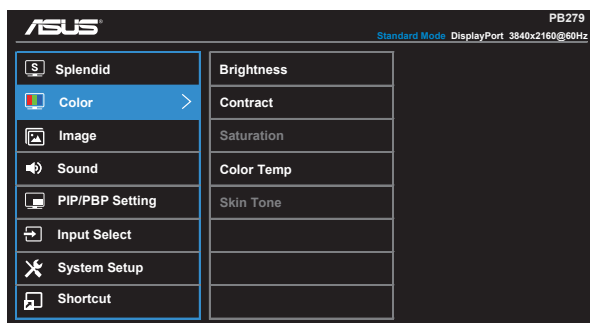 ASUS
PB279
Standard Mode DisplayPort 3840x2160@60Hz
S Splendid
Color
Image
Sound
PIP/PBP Setting
Input Select
System Setup
Shortcut
Brightness
Contract
Saturation
Color Temp
Skin Tone